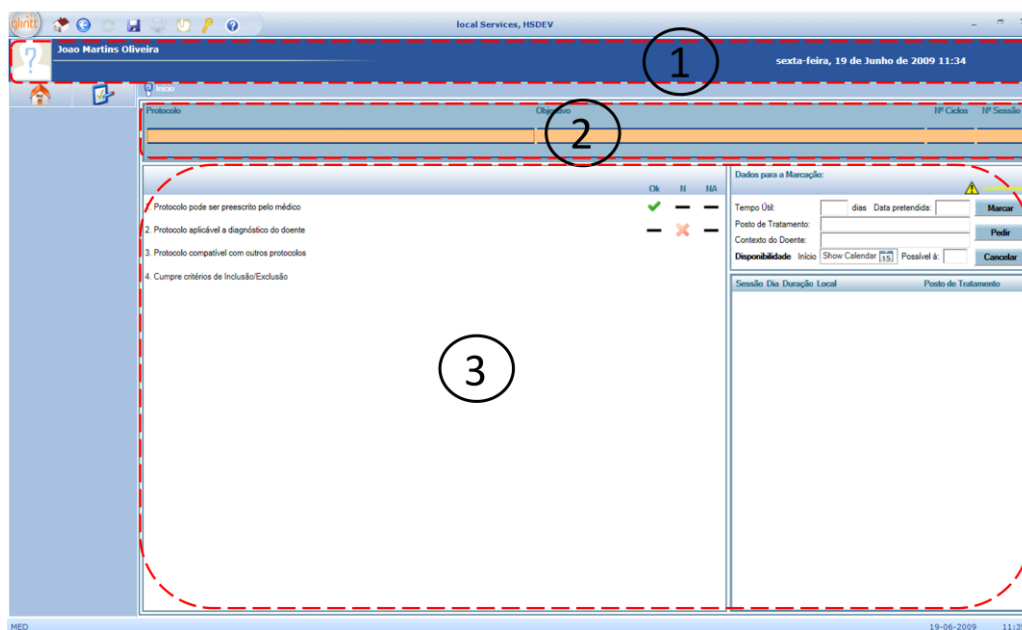 glintt
local Services, HSDEV
Joao Martins Oliveira
1
sexta-feira, 19 de Junho de 2009 11:34
Início
Protocolo Objectivo Nº Ciclos Nº Sessão
2
Ok N NA
1. Protocolo pode ser preescrito pelo médico
2. Protocolo aplicável a diagnóstico do doente
3. Protocolo compatível com outros protocolos
4. Cumpre critérios de Inclusão/Exclusão
3
Dados para a Marcação:
Tempo Útil: dias Data pretendida: Marcar
Posto de Tratamento: Pedir
Contexto do Doente:
Disponibilidade Início Show Calendar 15 Possível à: Cancelar
Sessão Dia Duração Local Posto de Tratamento
MED 19-06-2009